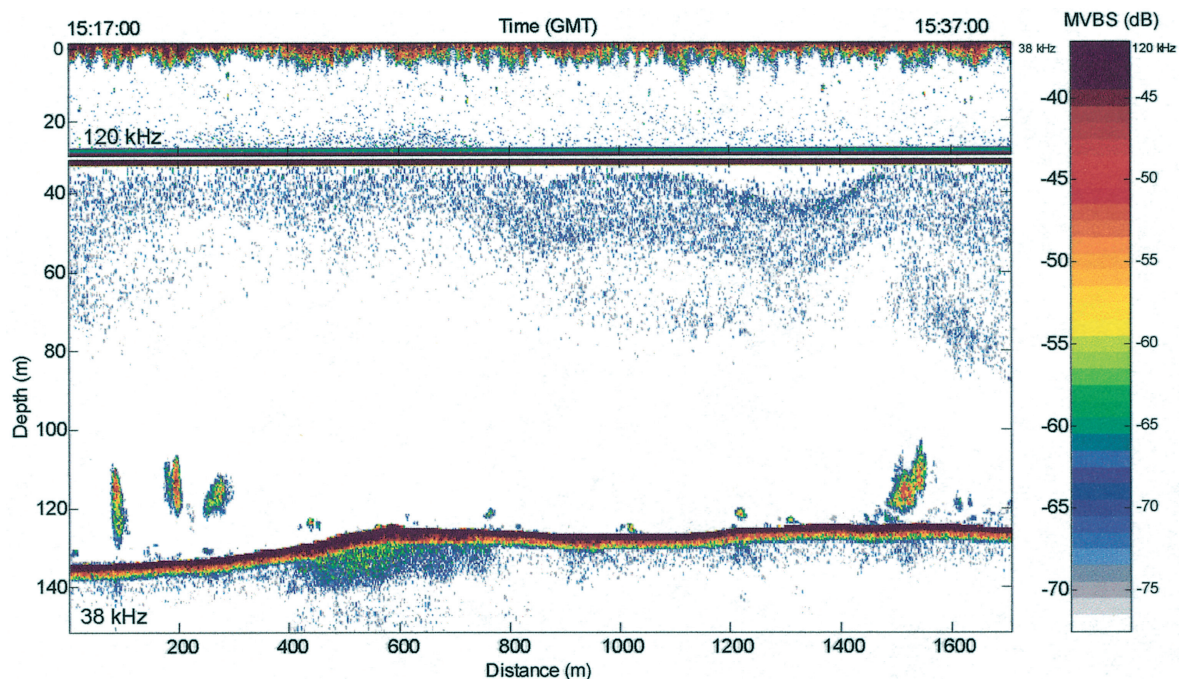 15:17:00 Time (GMT) 15:37:00 MVBS (dB)
38 kHz 120 kHz
0
20
120 kHz
40
60
80
100
120
140
38 kHz
Depth (m)
200 400 600 800 1000 1200 1400 1600
Distance (m)
-40 -45
-45 -50
-50 -55
-55 -60
-60 -65
-65 -70
-70 -75